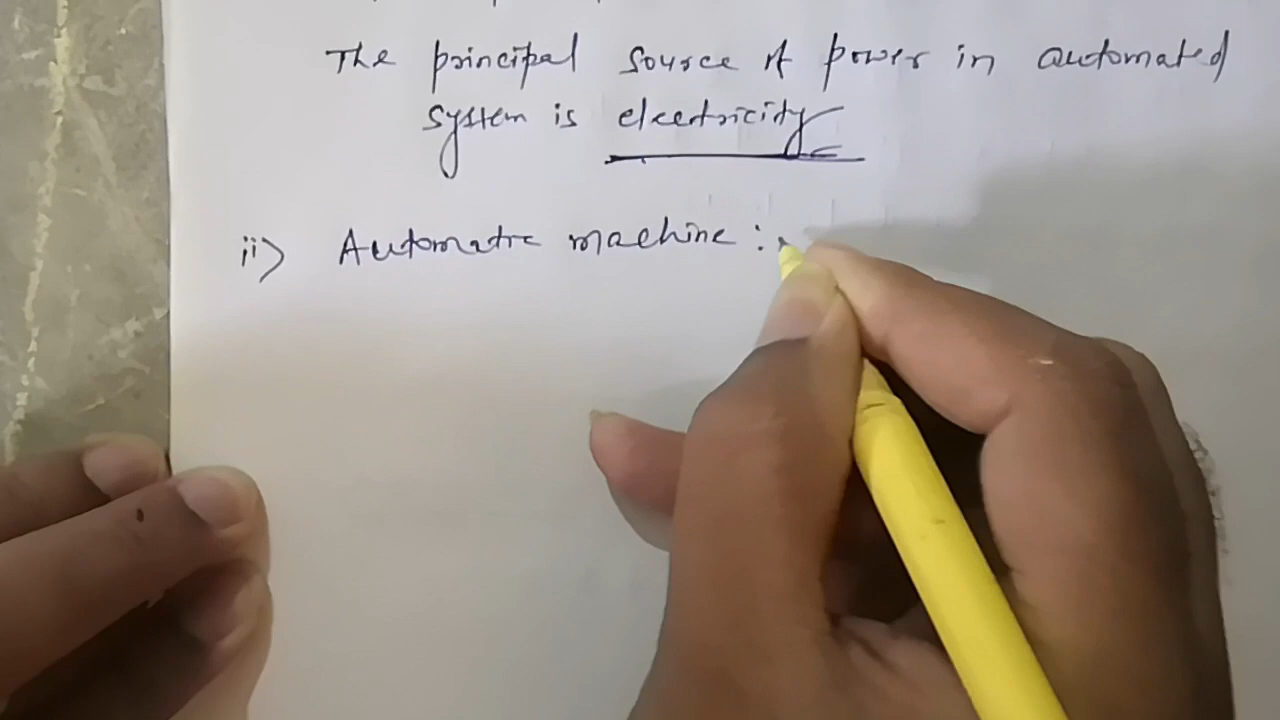 The principal source of power in automated
system is electricity
ii) Automatic machine :-